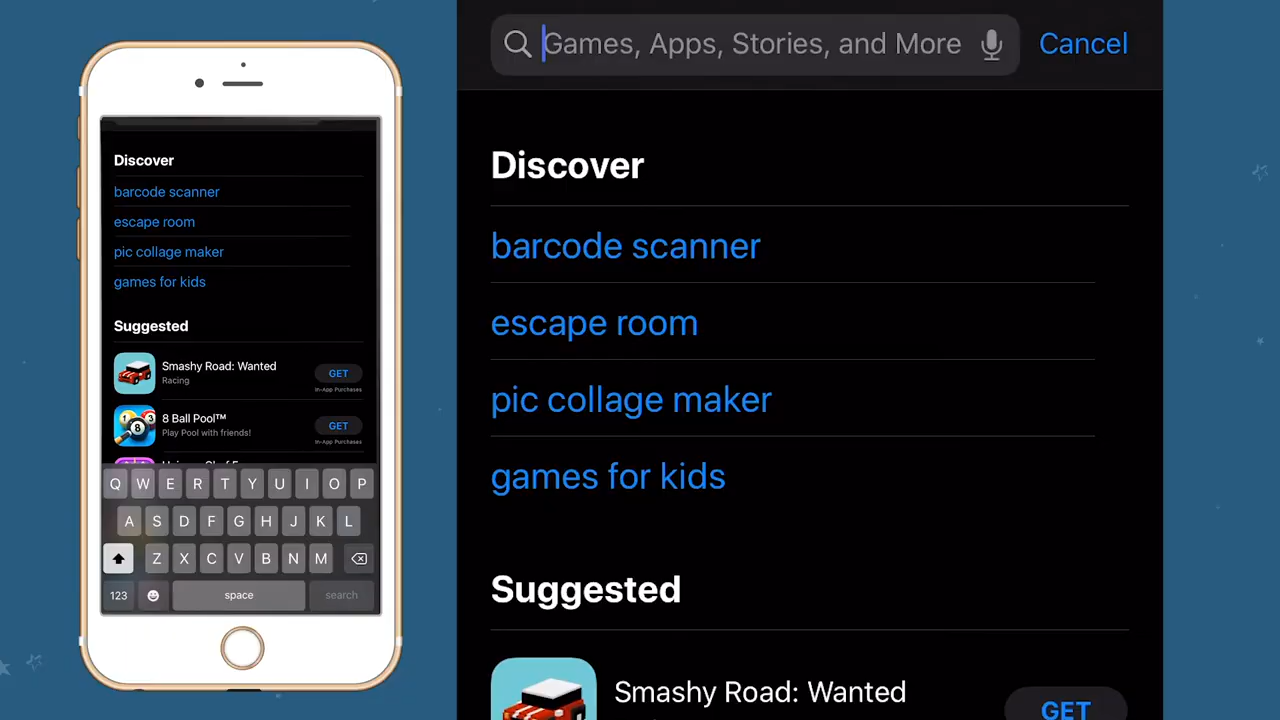 Discover
barcode scanner
escape room
pic collage maker
games for kids
Suggested
Smashy Road: Wanted
Racing
GET
In-App Purchases
8 Ball Pool™
Play Pool with friends!
GET
In-App Purchases
Q W E R T Y U I O P
A S D F G H J K L
Z X C V B N M
123 space search
Games, Apps, Stories, and More
Cancel
Discover
barcode scanner
escape room
pic collage maker
games for kids
Suggested
Smashy Road: Wanted
GET